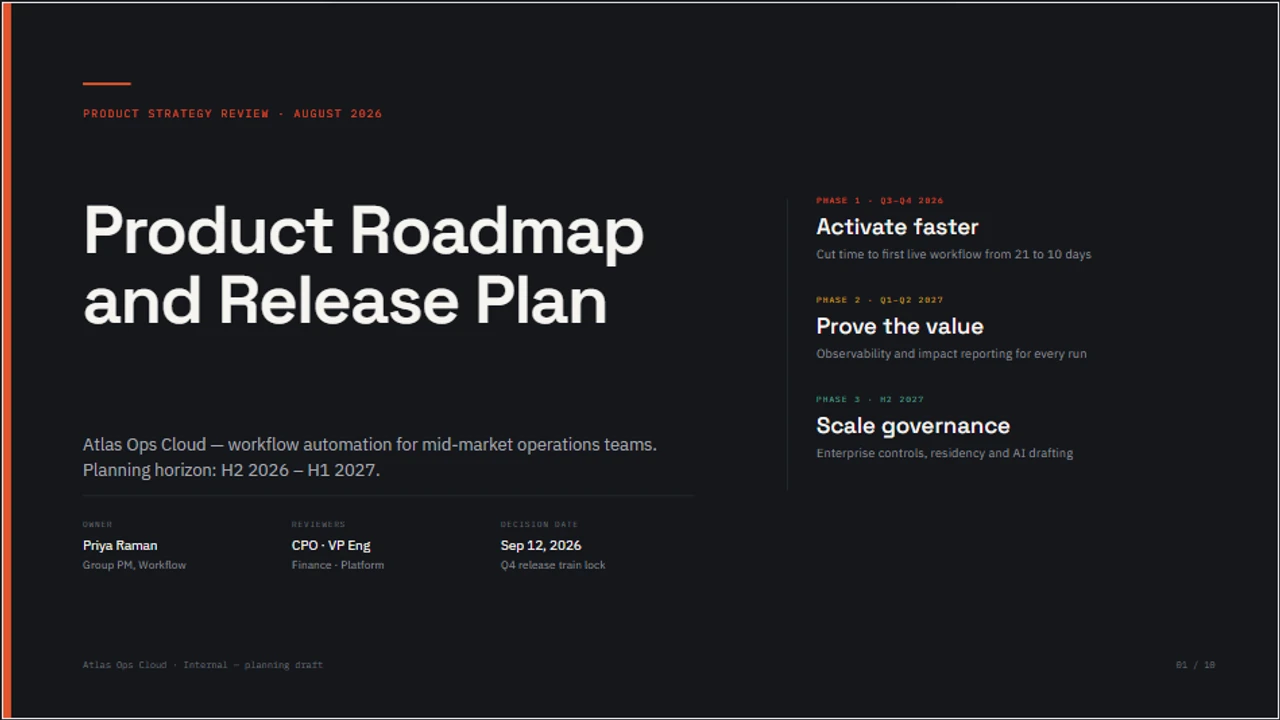 PRODUCT STRATEGY REVIEW · AUGUST 2026
Product Roadmap
and Release Plan
Atlas Ops Cloud — workflow automation for mid-market operations teams.
Planning horizon: H2 2026 – H1 2027.
OWNER
Priya Raman
Group PM, Workflow
REVIEWERS
CPO · VP Eng
Finance · Platform
DECISION DATE
Sep 12, 2026
Q4 release train lock
PHASE 1 · Q3–Q4 2026
Activate faster
Cut time to first live workflow from 21 to 10 days
PHASE 2 · Q1–Q2 2027
Prove the value
Observability and impact reporting for every run
PHASE 3 · H2 2027
Scale governance
Enterprise controls, residency and AI drafting
Atlas Ops Cloud · Internal — planning draft
01 / 10